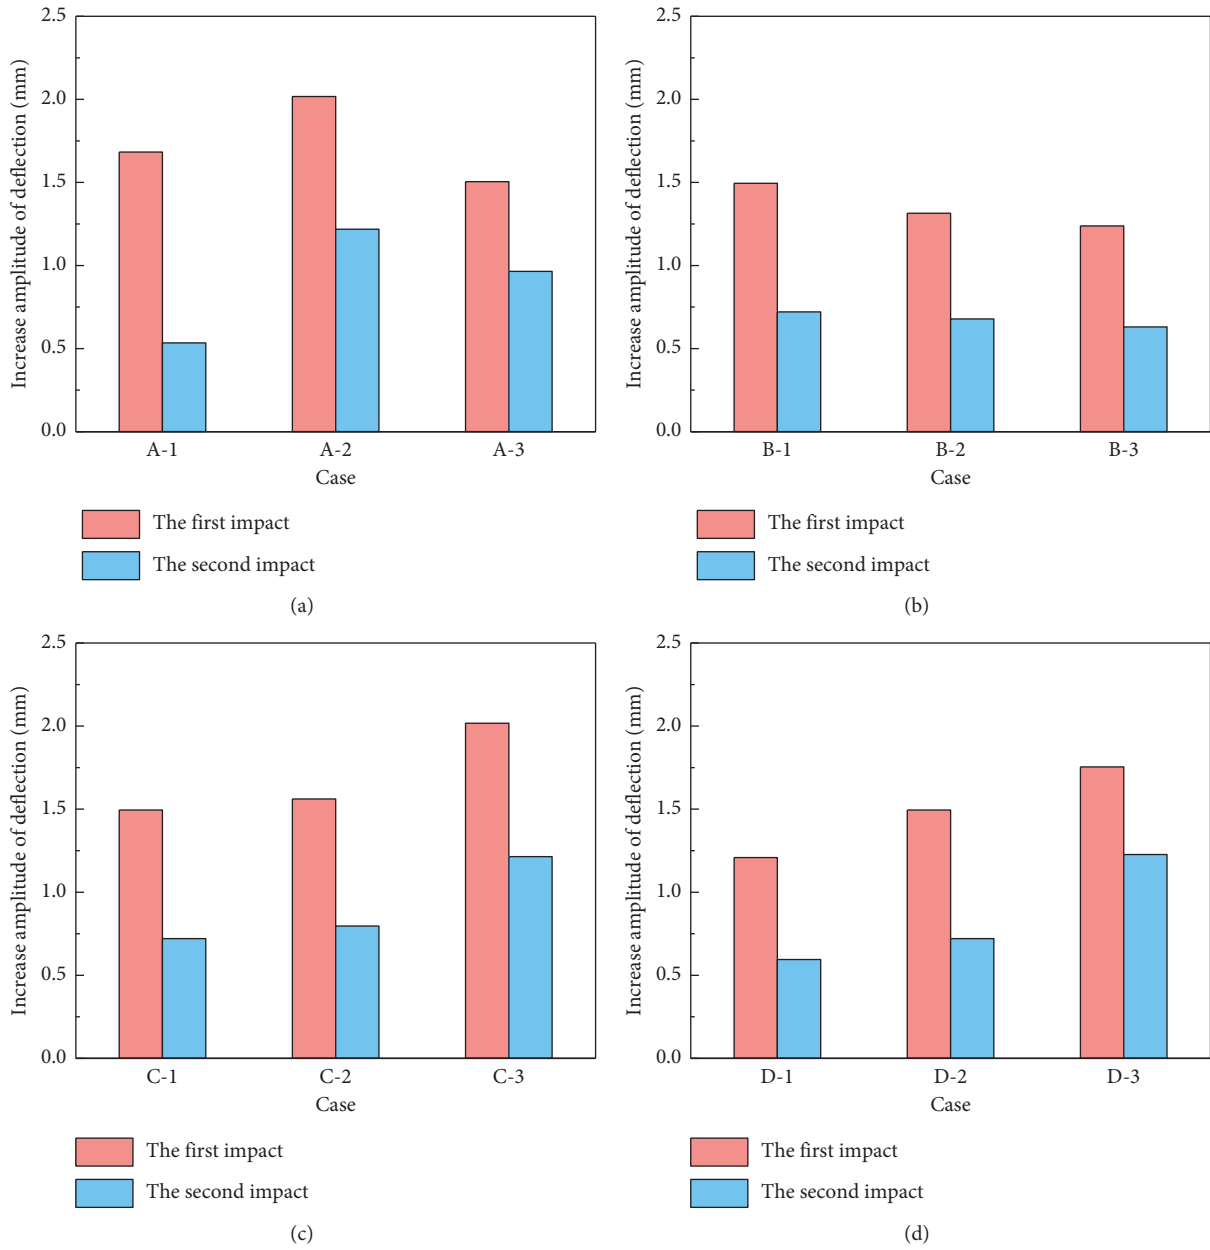 Increase amplitude of deflection (mm)
2.5
2.0
1.5
1.0
0.5
0.0
A-1 A-2 A-3
Case
The first impact
The second impact
(a)
Increase amplitude of deflection (mm)
2.5
2.0
1.5
1.0
0.5
0.0
B-1 B-2 B-3
Case
The first impact
The second impact
(b)
Increase amplitude of deflection (mm)
2.5
2.0
1.5
1.0
0.5
0.0
C-1 C-2 C-3
Case
The first impact
The second impact
(c)
Increase amplitude of deflection (mm)
2.5
2.0
1.5
1.0
0.5
0.0
D-1 D-2 D-3
Case
The first impact
The second impact
(d)